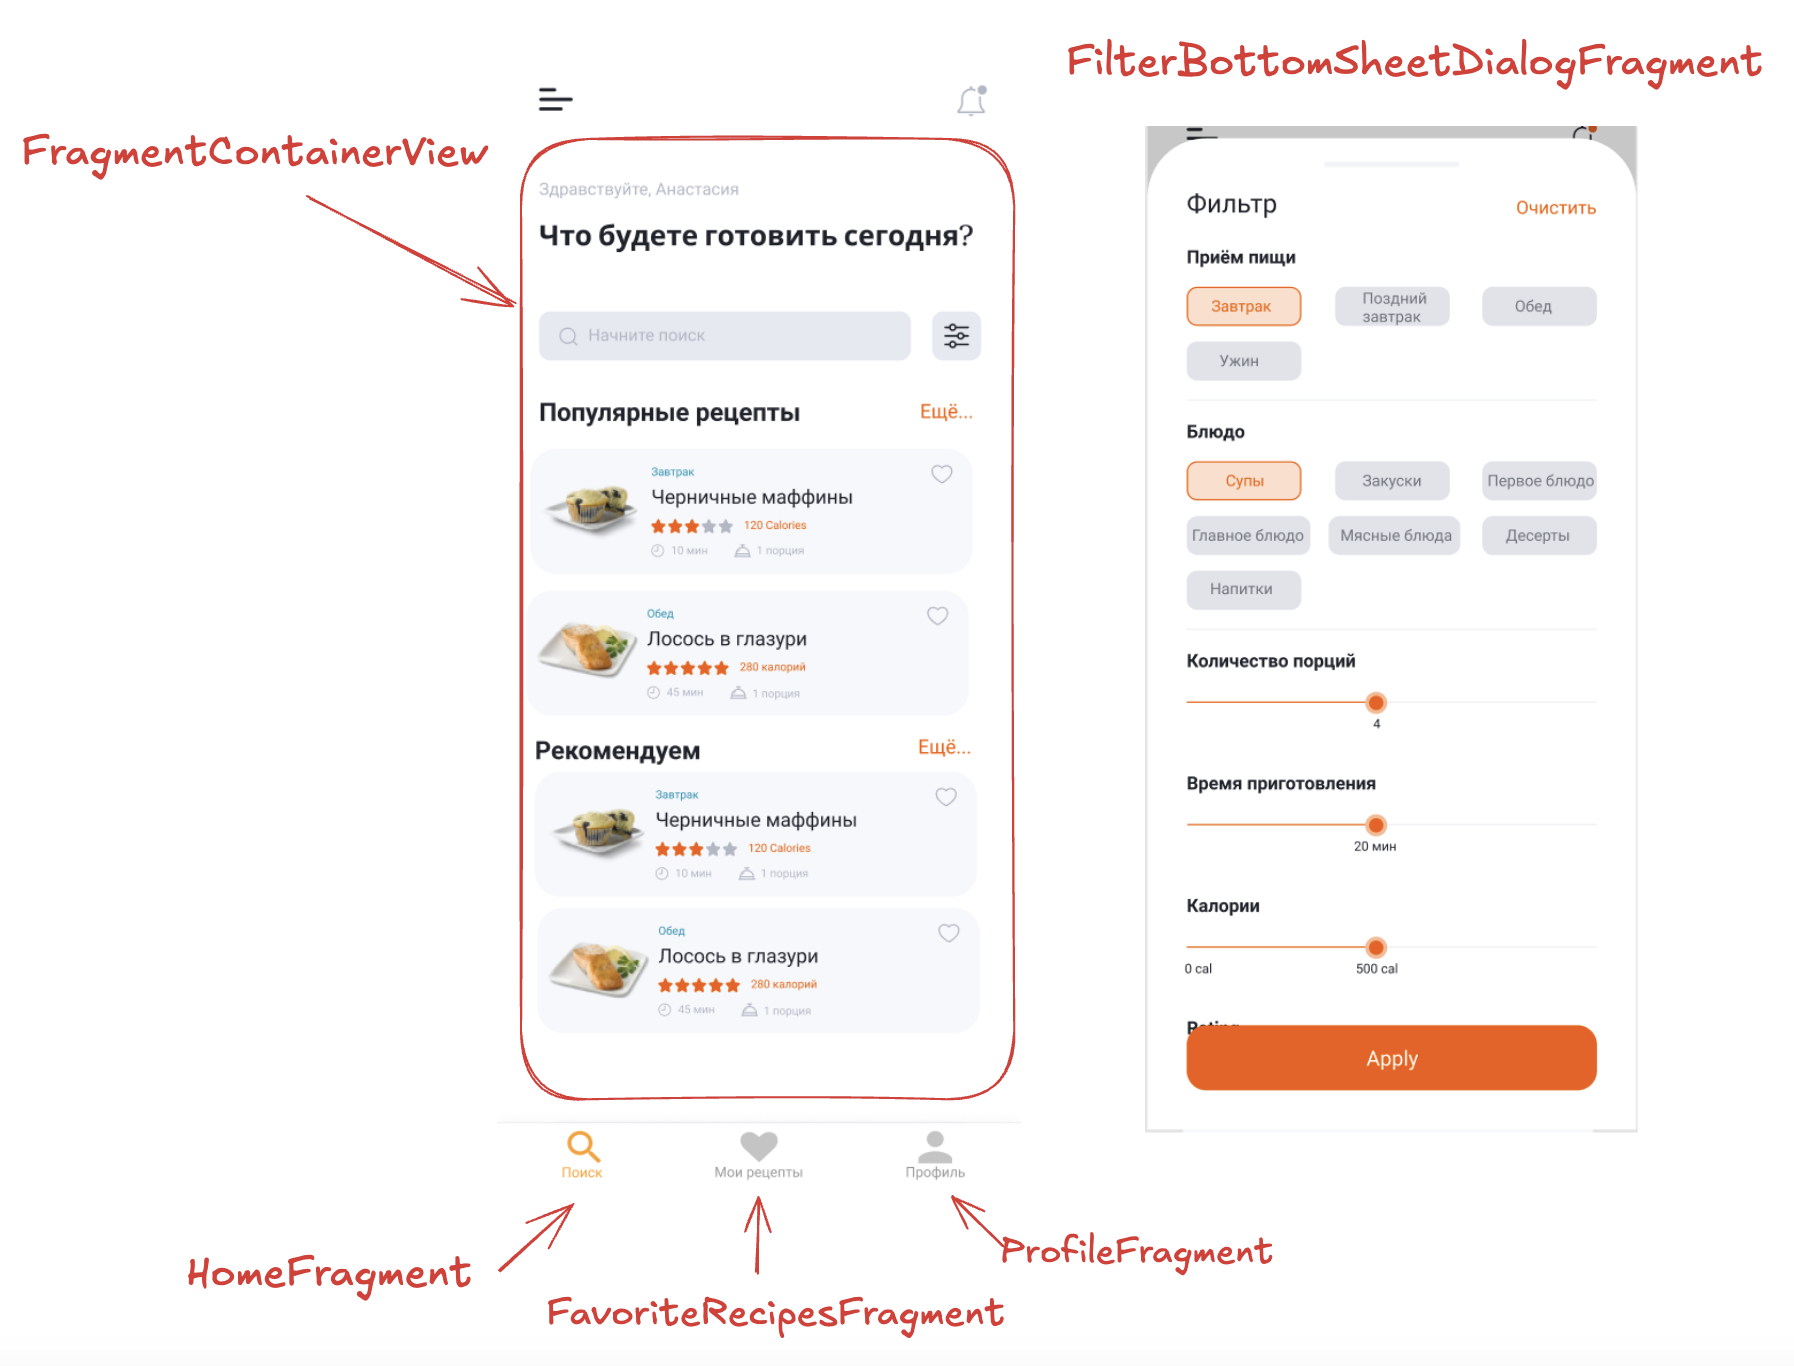 FilterBottomSheetDialogFragment
FragmentContainerView
Здравствуйте, Анастасия
Что будете готовить сегодня?
Начните поиск
Популярные рецепты
Ещё...
Завтрак
Черничные маффины
120 Calories
10 мин
1 порция
Обед
Лосось в глазури
280 калорий
45 мин
1 порция
Рекомендуем
Ещё...
Завтрак
Черничные маффины
120 Calories
10 мин
1 порция
Обед
Лосось в глазури
280 калорий
45 мин
1 порция
Поиск
Мои рецепты
Профиль
HomeFragment
FavoriteRecipesFragment
ProfileFragment
Фильтр
Очистить
Приём пищи
Завтрак
Поздний
завтрак
Обед
Ужин
Блюдо
Супы
Закуски
Первое блюдо
Главное блюдо
Мясные блюда
Десерты
Напитки
Количество порций
4
Время приготовления
20 мин
Калории
0 cal
500 cal
Rating
Apply